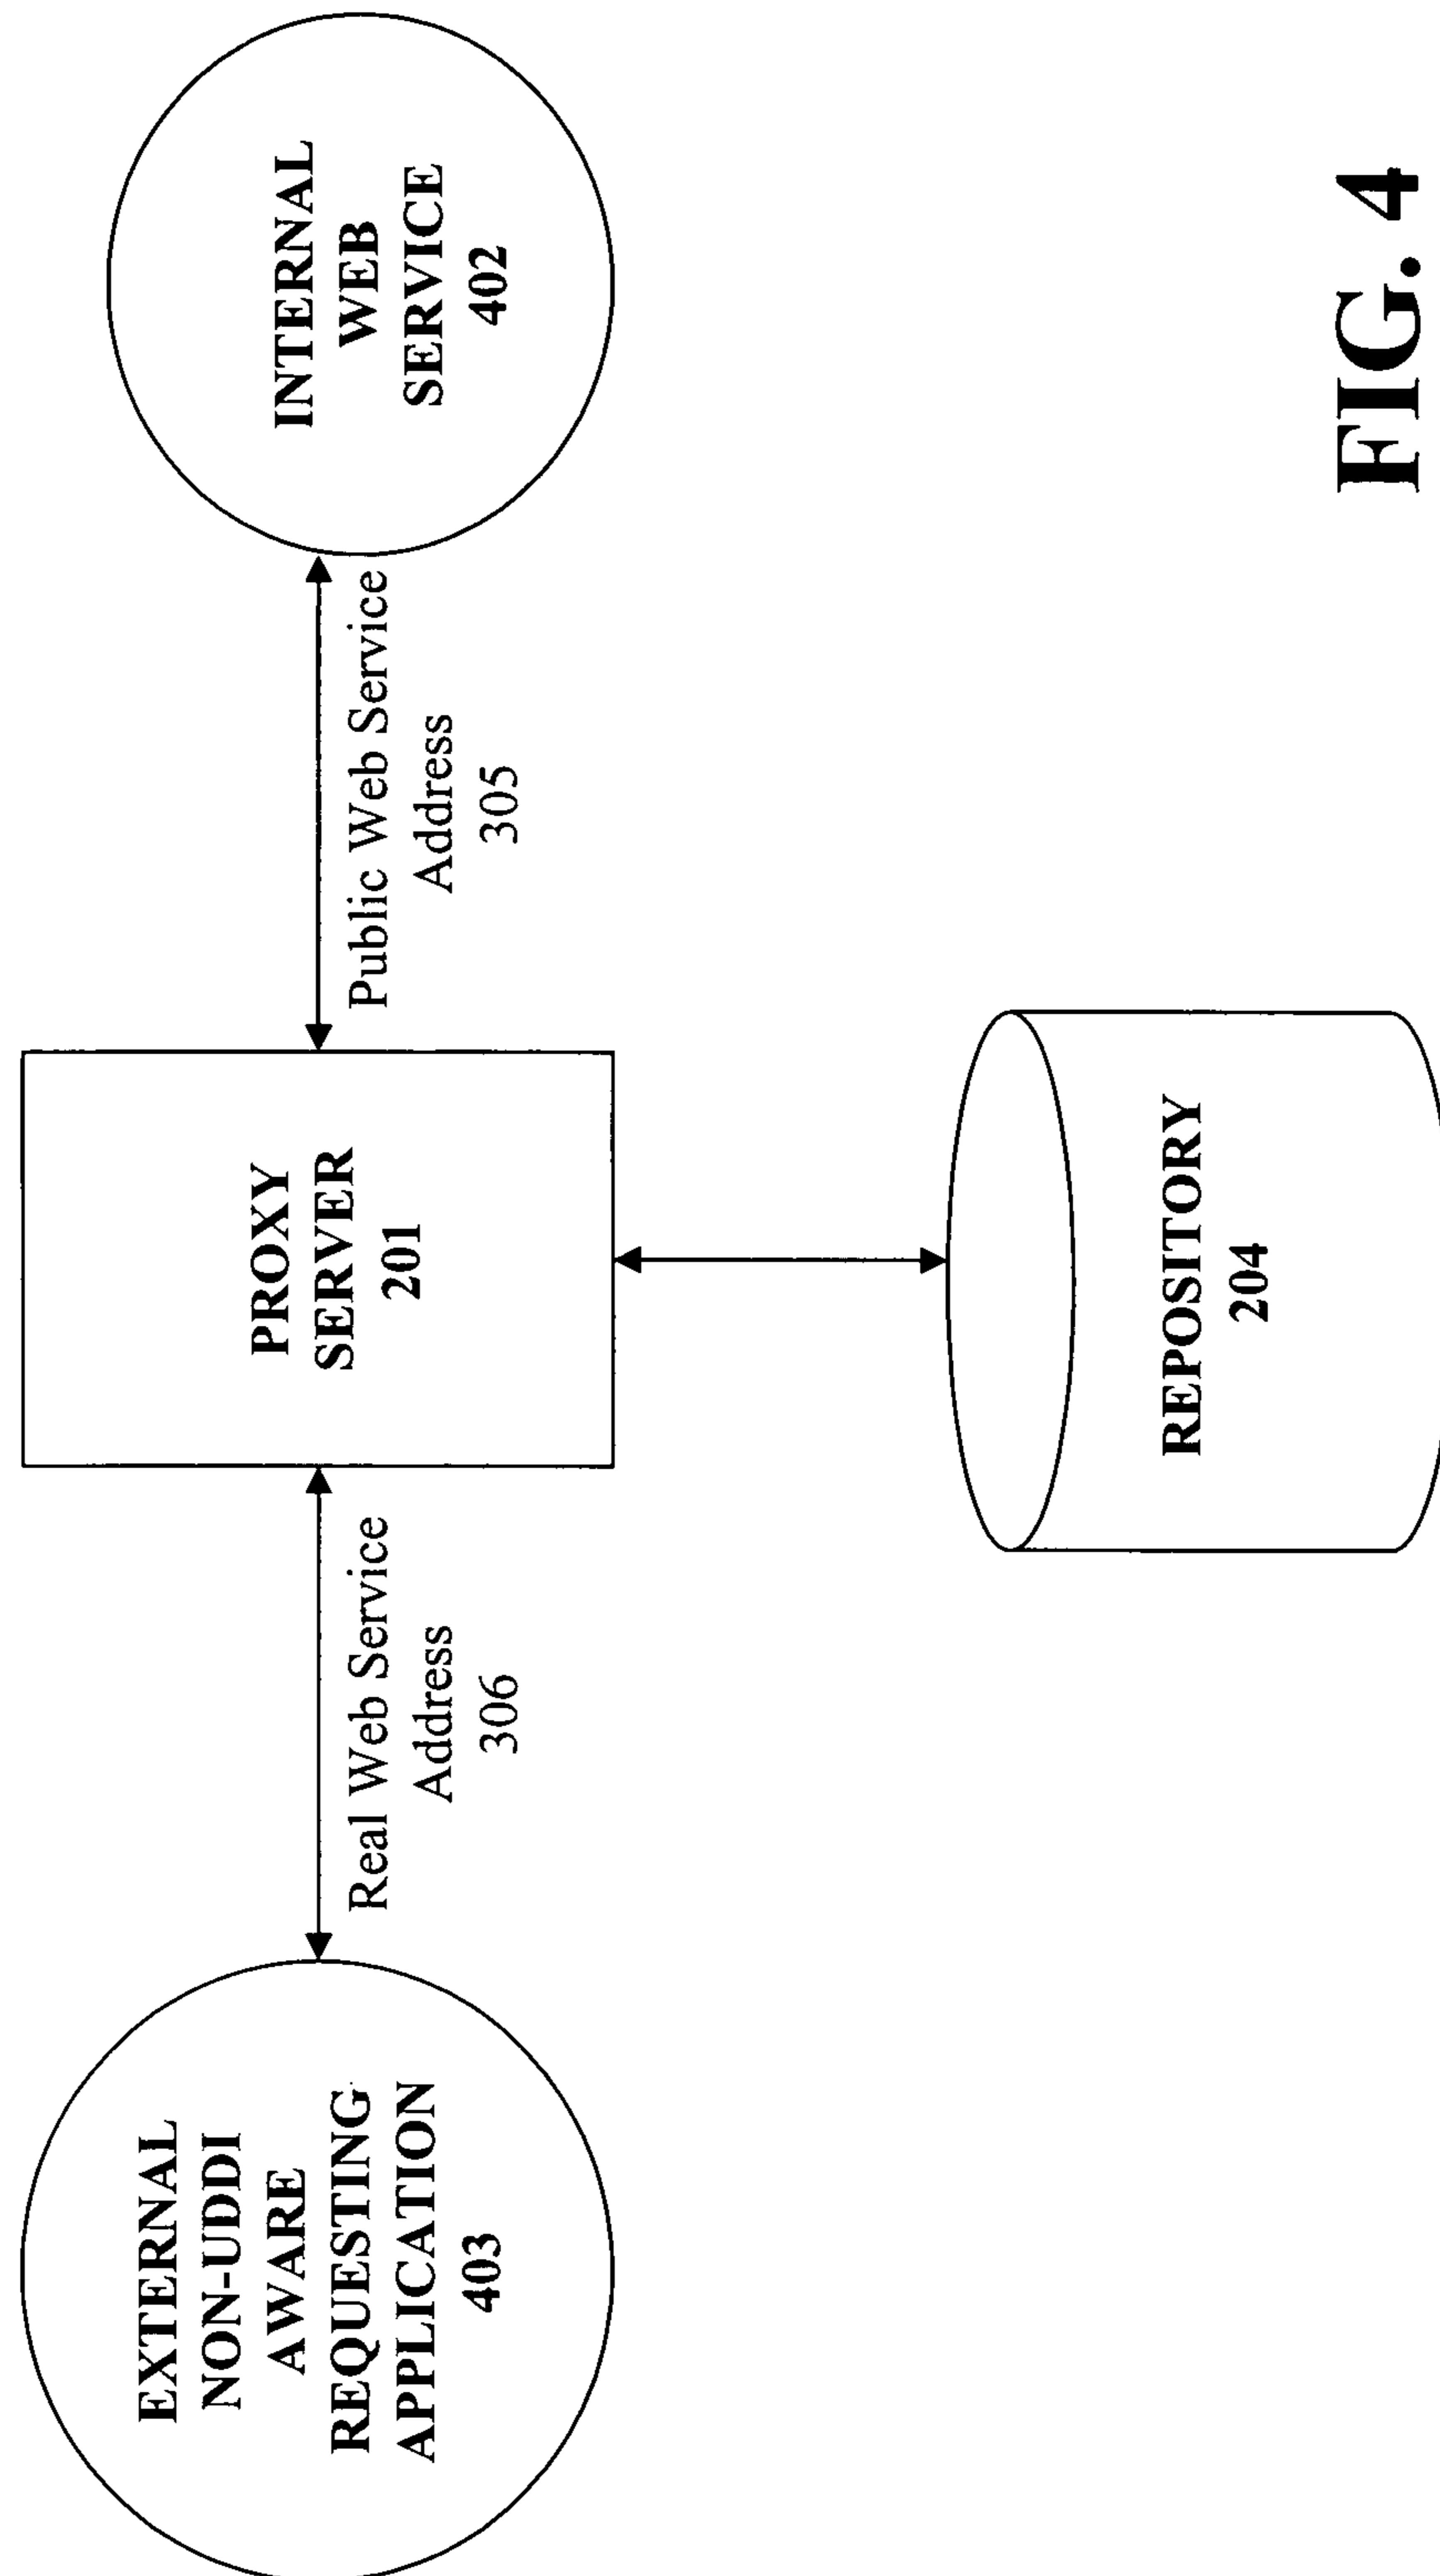 EXTERNAL
NON-UDDI
AWARE
REQUESTING
APPLICATION
403
Real Web Service
Address
306
PROXY
SERVER
201
Public Web Service
Address
305
INTERNAL
WEB
SERVICE
402
REPOSITORY
204
FIG. 4